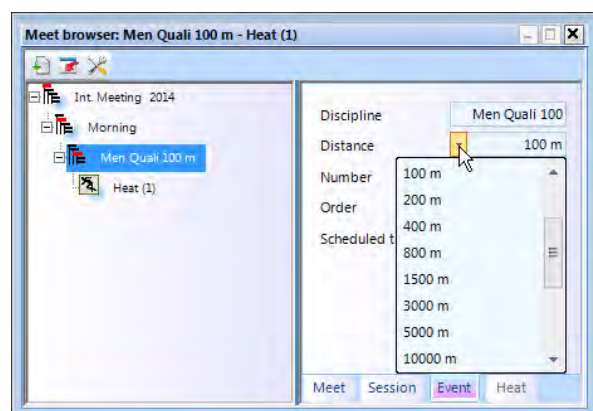 Meet browser: Men Quali 100 m - Heat (1)
Int. Meeting 2014
Morning
Men Quali 100 m
Heat (1)
Discipline Men Quali 100
Distance 100 m
Number
Order
Scheduled t
100 m
200 m
400 m
800 m
1500 m
3000 m
5000 m
10000 m
Meet Session Event Heat